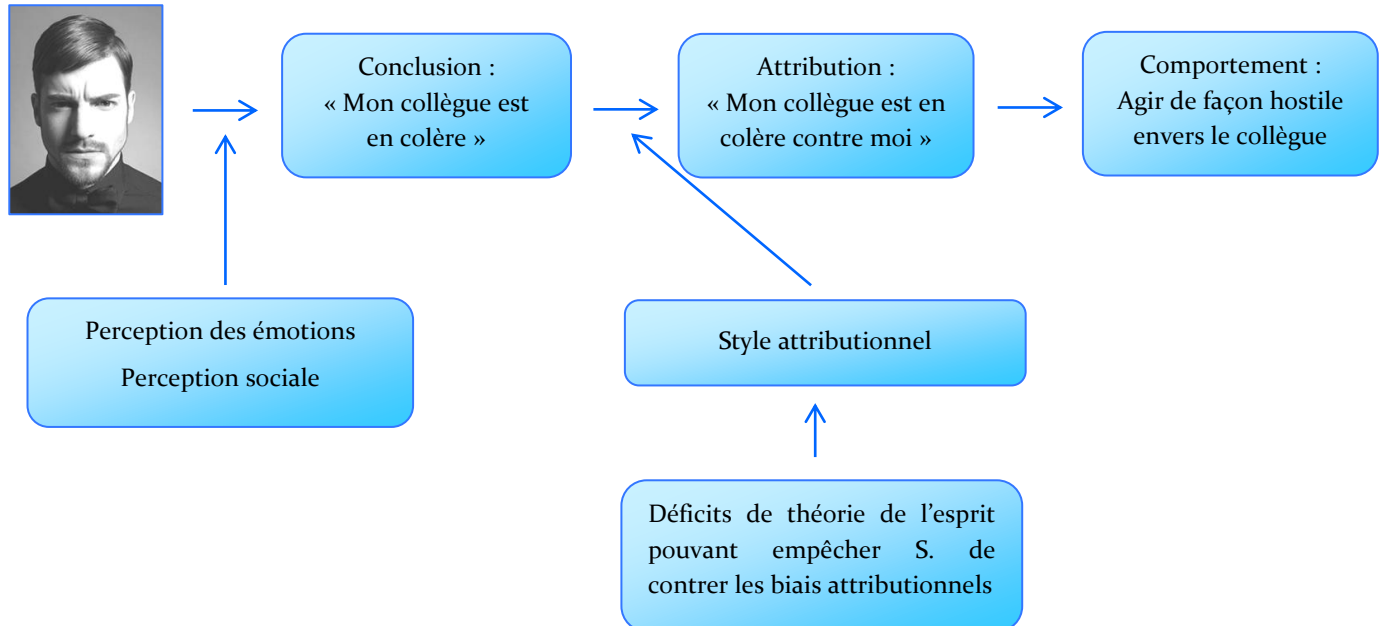 Conclusion :
« Mon collègue est
en colère »
Attribution :
« Mon collègue est en
colère contre moi »
Comportement :
Agir de façon hostile
envers le collègue
Perception des émotions
Perception sociale
Style attributionnel
Déficits de théorie de l’esprit
pouvant empêcher S. de
contrer les biais attributionnels